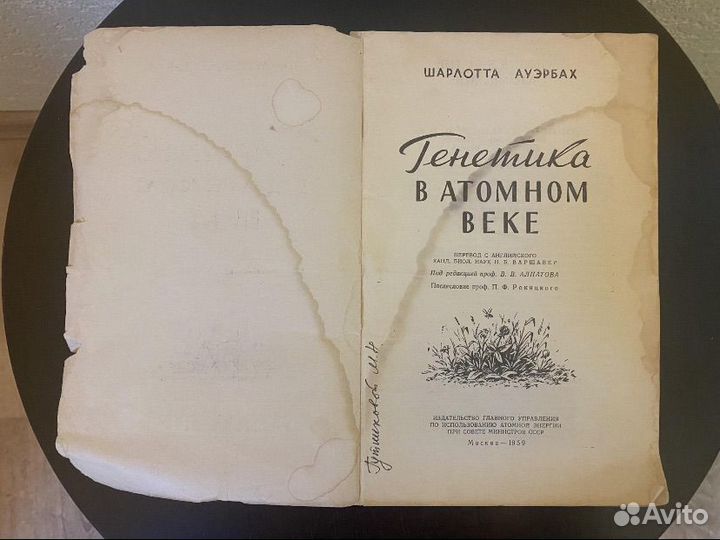 ШАРЛОТТА АУЭРБАХ
Генетика
В АТОМНОМ
ВЕКЕ
ПЕРЕВОД С АНГЛИЙСКОГО
КАНД. БИОЛ. НАУК И. Б. ВАРШАВЕР
Под редакцией проф. В. В. АЛПАТОВА
Послесловие проф. П. Ф. Рокицкого
ИЗДАТЕЛЬСТВО ГЛАВНОГО УПРАВЛЕНИЯ
ПО ИСПОЛЬЗОВАНИЮ АТОМНОЙ ЭНЕРГИИ
ПРИ СОВЕТЕ МИНИСТРОВ СССР
Москва — 1959
М. Н.
Avito